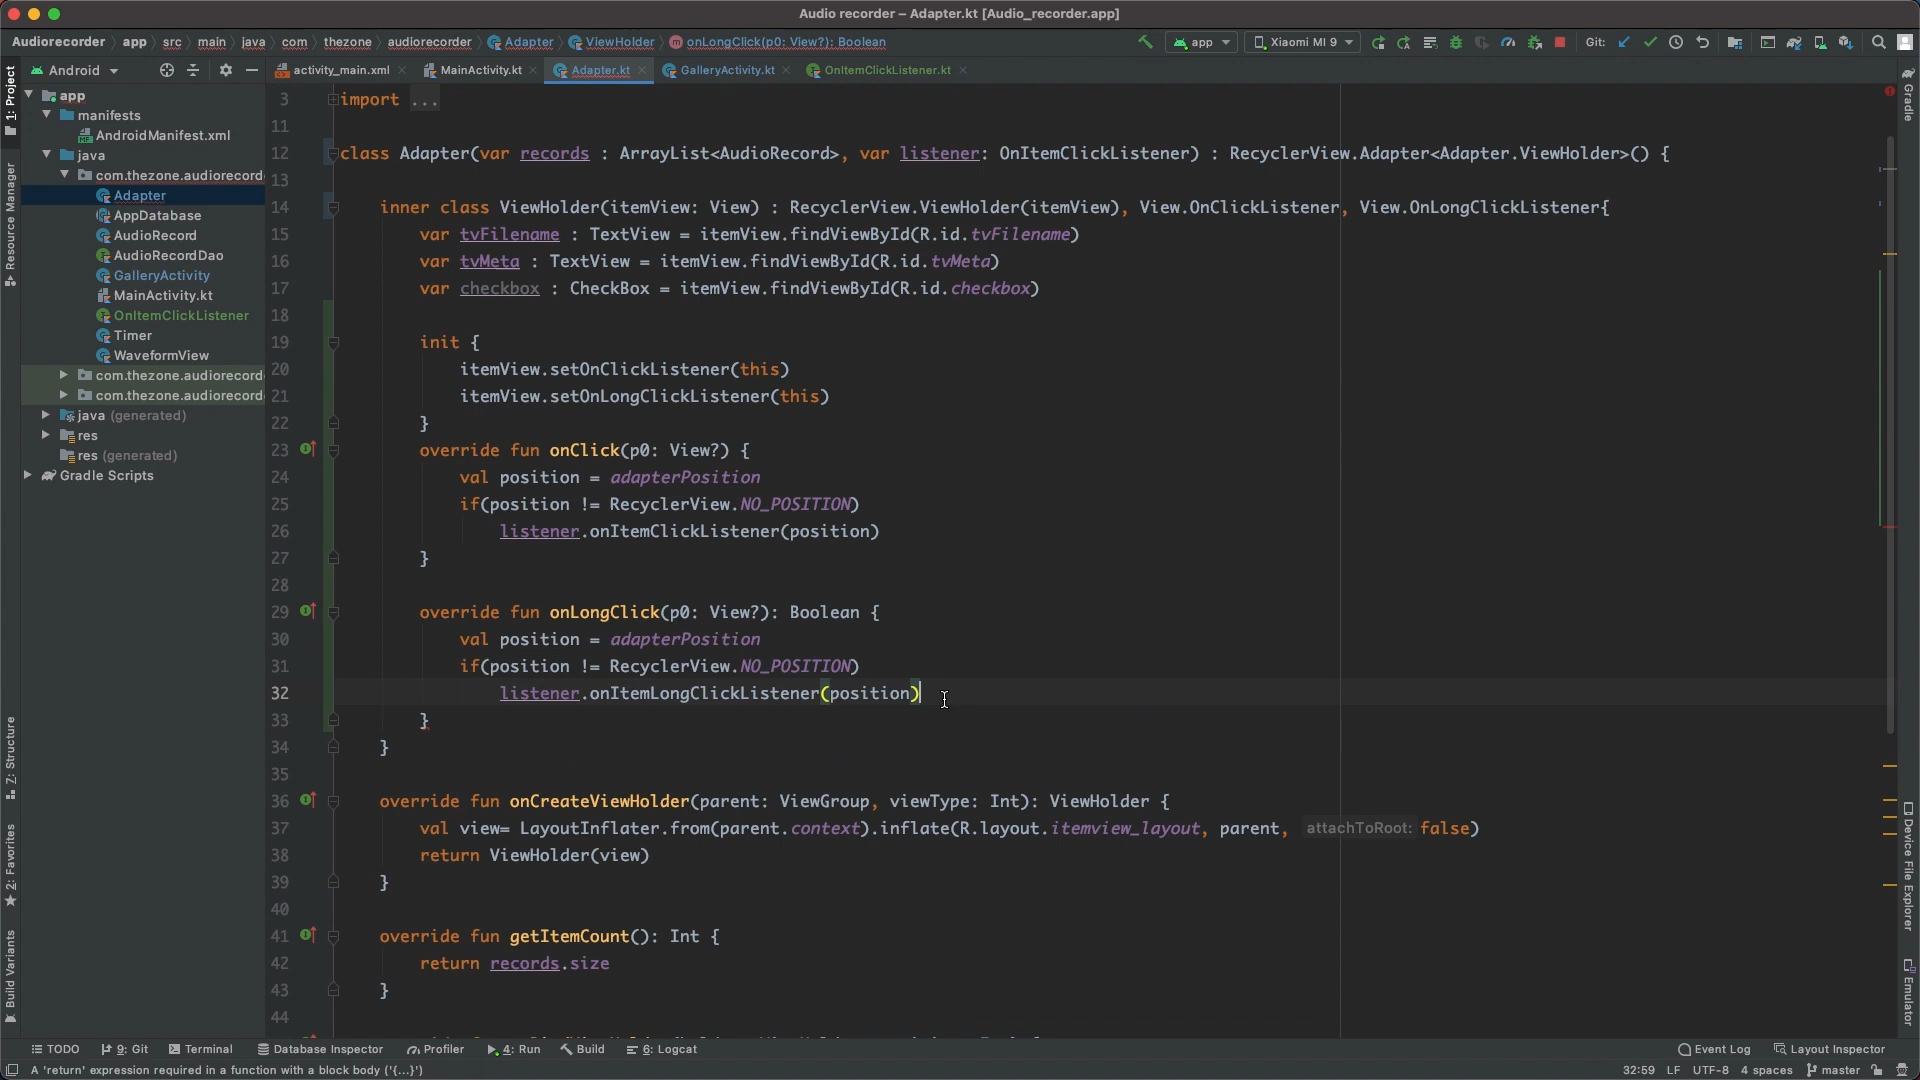 Audio recorder – Adapter.kt [Audio_recorder.app]
Audiorecorder app src main java com thezone audiorecorder Adapter ViewHolder onLongClick(p0: View?): Boolean
app Xiaomi MI 9 Git:
Android
activity_main.xml MainActivity.kt Adapter.kt GalleryActivity.kt OnItemClickListener.kt
1: Project
Resource Manager
Z: Structure
2: Favorites
Build Variants
app
manifests
AndroidManifest.xml
java
com.thezone.audiorecord
Adapter
AppDatabase
AudioRecord
AudioRecordDao
GalleryActivity
MainActivity.kt
OnItemClickListener
Timer
WaveformView
com.thezone.audiorecord
com.thezone.audiorecord
java (generated)
res
res (generated)
Gradle Scripts
3 import ...
11
12 class Adapter(var records : ArrayList<AudioRecord>, var listener: OnItemClickListener) : RecyclerView.Adapter<Adapter.ViewHolder>() {
13
14 inner class ViewHolder(itemView: View) : RecyclerView.ViewHolder(itemView), View.OnClickListener, View.OnLongClickListener{
15 var tvFilename : TextView = itemView.findViewById(R.id.tvFilename)
16 var tvMeta : TextView = itemView.findViewById(R.id.tvMeta)
17 var checkbox : CheckBox = itemView.findViewById(R.id.checkbox)
18
19 init {
20 itemView.setOnClickListener(this)
21 itemView.setOnLongClickListener(this)
22 }
23 override fun onClick(p0: View?) {
24 val position = adapterPosition
25 if(position != RecyclerView.NO_POSITION)
26 listener.onItemClickListener(position)
27 }
28
29 override fun onLongClick(p0: View?): Boolean {
30 val position = adapterPosition
31 if(position != RecyclerView.NO_POSITION)
32 listener.onItemLongClickListener(position)
33 }
34 }
35
36 override fun onCreateViewHolder(parent: ViewGroup, viewType: Int): ViewHolder {
37 val view= LayoutInflater.from(parent.context).inflate(R.layout.itemview_layout, parent, attachToRoot: false)
38 return ViewHolder(view)
39 }
40
41 override fun getItemCount(): Int {
42 return records.size
43 }
44
Gradle
Device File Explorer
Emulator
TODO 9: Git Terminal Database Inspector Profiler 4: Run Build 6: Logcat Event Log Layout Inspector
A 'return' expression required in a function with a block body ('{...}') 32:59 LF UTF-8 4 spaces master